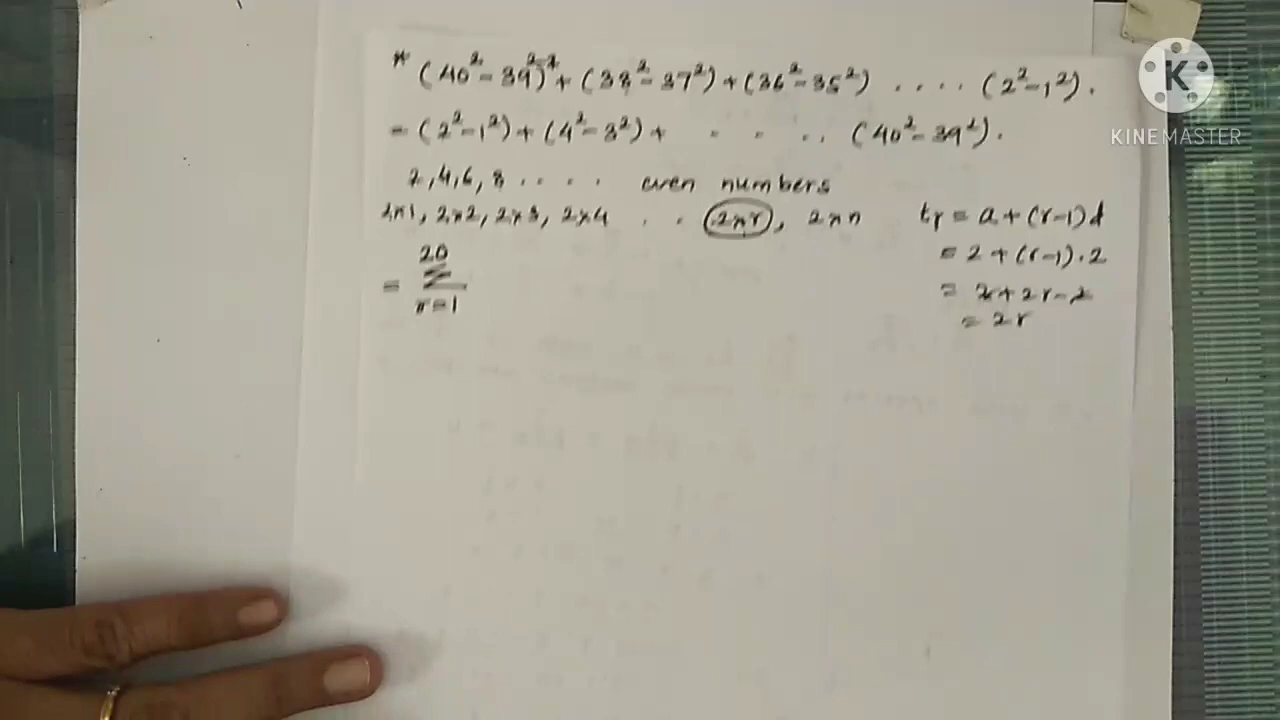 * (40² - 39²)² + (38² - 37²) + (36² - 35²) .... (2² - 1²).
= (2² - 1²) + (4² - 3²) + . . .. (40² - 39²).
2, 4, 6, 8 ..... even numbers
2×1, 2×2, 2×3, 2×4 . . 2×r, 2×n
tr = a + (r-1)d
= 2 + (r-1).2
= 2 + 2r - 2
= 2r
= 20
Σ
r=1
K
KINEMASTER